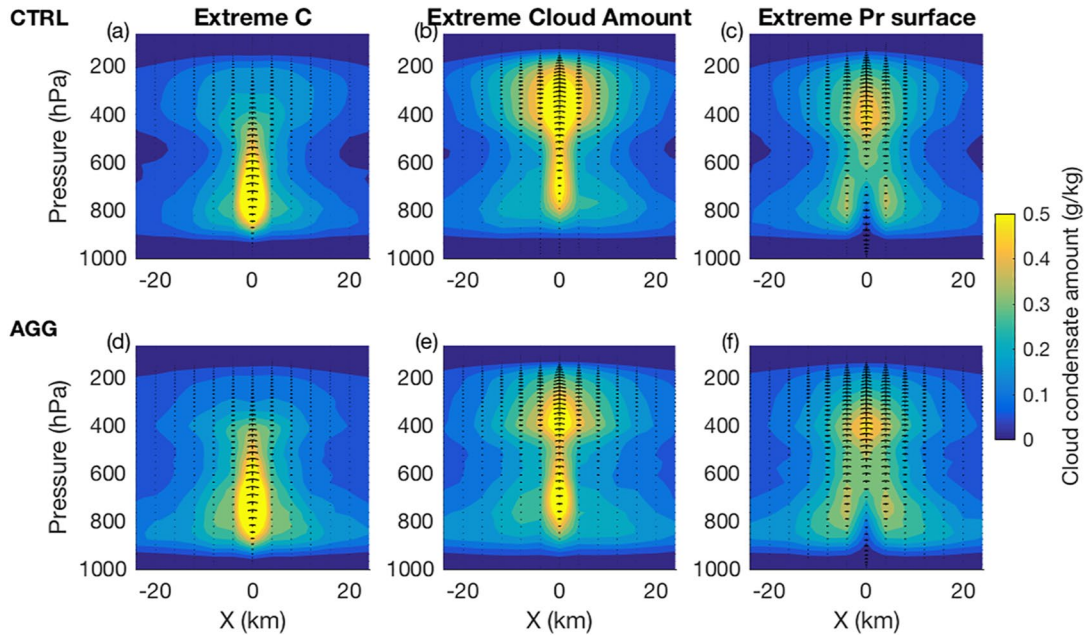 CTRL
Extreme C
Extreme Cloud Amount
Extreme Pr surface
(a)
(b)
(c)
200
400
600
800
1000
Pressure (hPa)
-20
0
20
-20
0
20
-20
0
20
AGG
(d)
(e)
(f)
200
400
600
800
1000
Pressure (hPa)
-20
0
20
-20
0
20
-20
0
20
X (km)
X (km)
X (km)
0.5
0.4
0.3
0.2
0.1
0
Cloud condensate amount (g/kg)